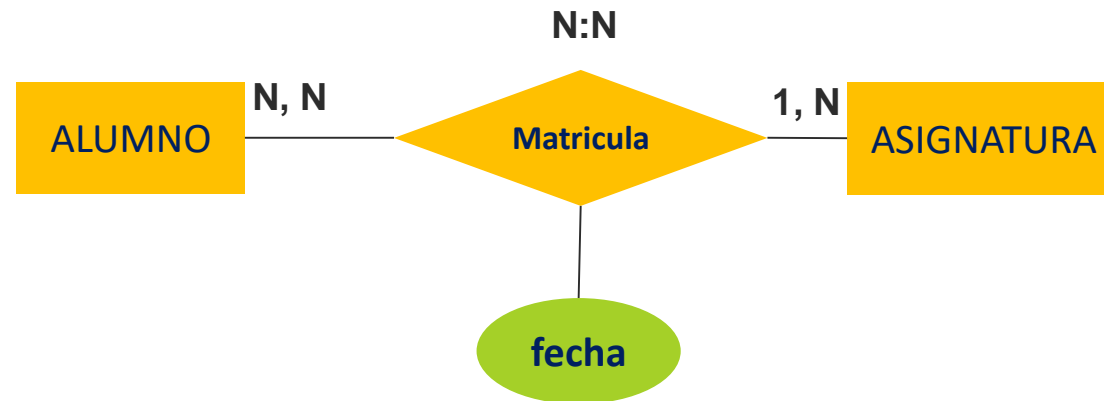 N:N
N, N
1, N
ALUMNO
Matricula
ASIGNATURA
fecha